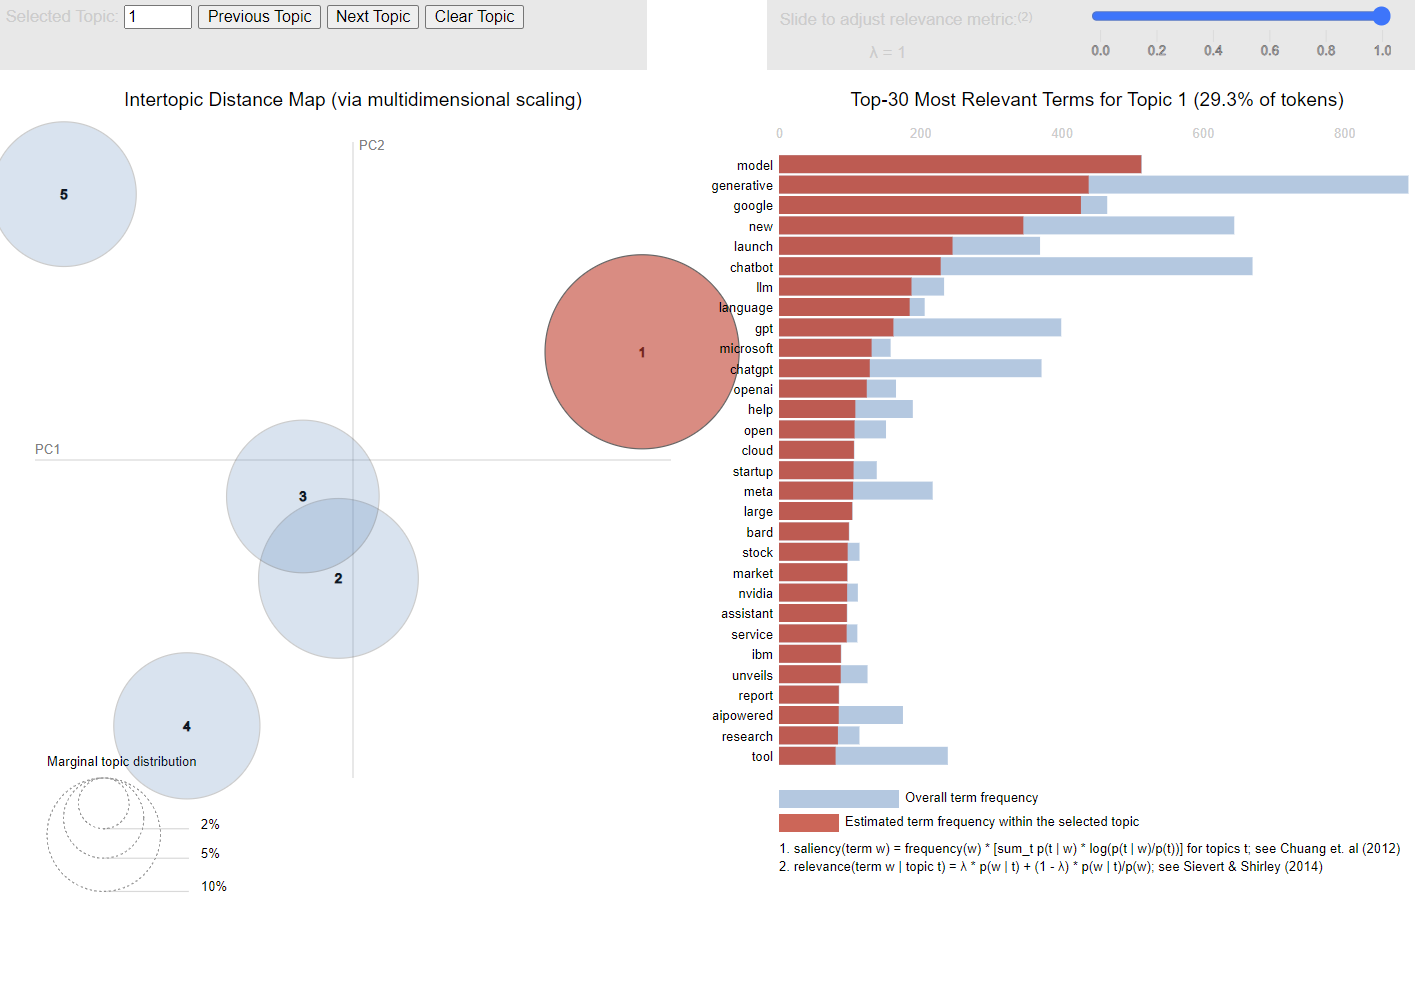 Selected Topic: 1 Previous Topic Next Topic Clear Topic
Slide to adjust relevance metric:(2)
λ = 1
0.0 0.2 0.4 0.6 0.8 1.0
Intertopic Distance Map (via multidimensional scaling)
PC2
PC1
5
1
3
2
4
Marginal topic distribution
2%
5%
10%
Top-30 Most Relevant Terms for Topic 1 (29.3% of tokens)
0 200 400 600 800
model
generative
google
new
launch
chatbot
llm
language
gpt
microsoft
chatgpt
openai
help
open
cloud
startup
meta
large
bard
stock
market
nvidia
assistant
service
ibm
unveils
report
aipowered
research
tool
Overall term frequency
Estimated term frequency within the selected topic
1. saliency(term w) = frequency(w) * [sum_t p(t | w) * log(p(t | w)/p(t))] for topics t; see Chuang et. al (2012)
2. relevance(term w | topic t) = λ * p(w | t) + (1 - λ) * p(w | t)/p(w); see Sievert & Shirley (2014)